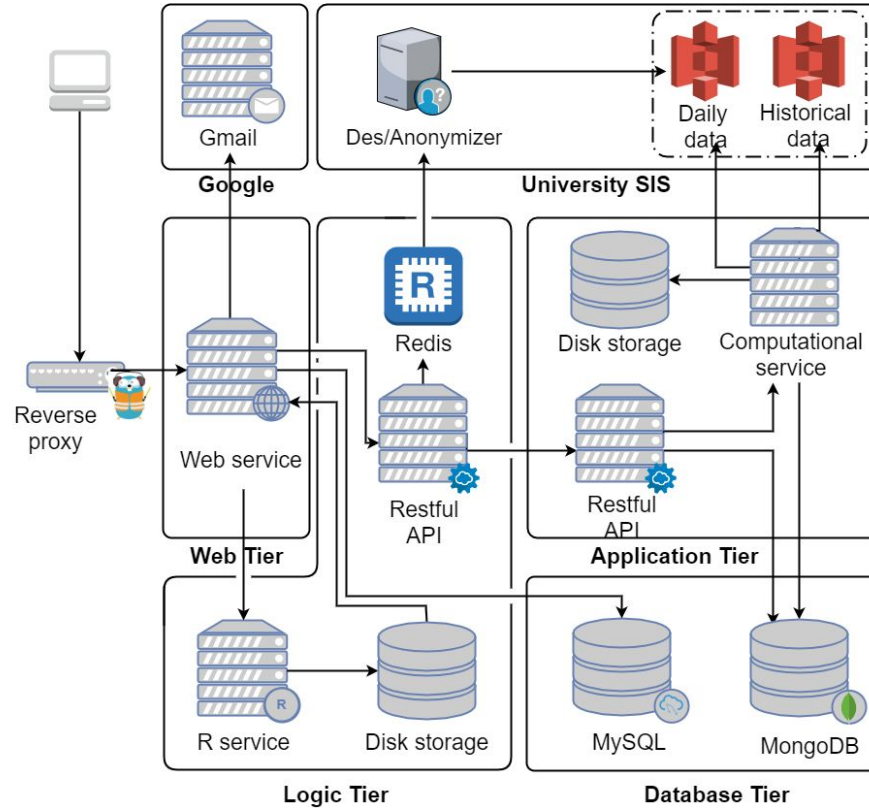 Gmail
Google
Des/Anonymizer
?
Daily
data
Historical
data
University SIS
R
Redis
Disk storage
Computational
service
Reverse
proxy
Web service
Restful
API
Restful
API
Web Tier
Application Tier
R
R service
Disk storage
MySQL
MongoDB
Logic Tier
Database Tier